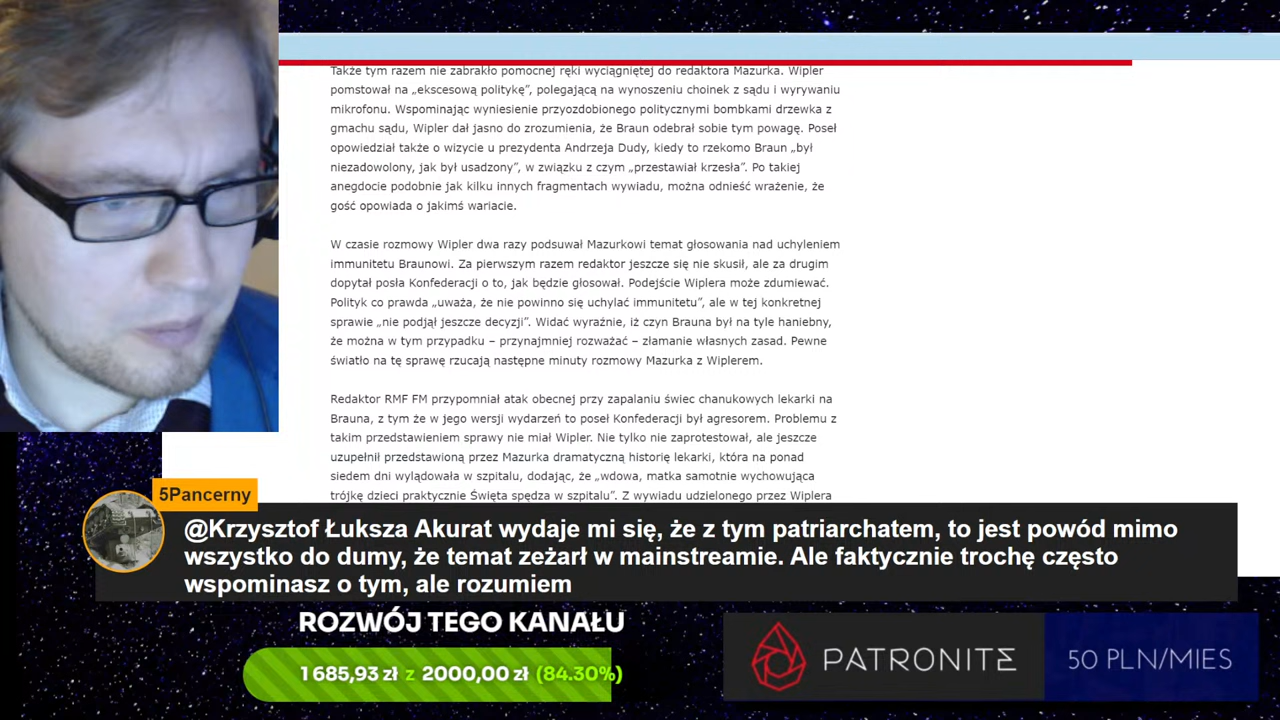 Także tym razem nie zabrakło pomocnej ręki wyciągniętej do redaktora Mazurka. Wipler
pomstował na „ekscesową politykę”, polegającą na wynoszeniu choinek z sądu i wyrywaniu
mikrofonu. Wspominając wyniesienie przyozdobionego politycznymi bombkami drzewka z
gmachu sądu, Wipler dał jasno do zrozumienia, że Braun odebrał sobie tym powagę. Poseł
opowiedział także o wizycie u prezydenta Andrzeja Dudy, kiedy to rzekomo Braun „był
niezadowolony, jak był usadzony”, w związku z czym „przestawiał krzesła”. Po takiej
anegdocie podobnie jak kilku innych fragmentach wywiadu, można odnieść wrażenie, że
gość opowiada o jakimś wariacie.
W czasie rozmowy Wipler dwa razy podsuwał Mazurkowi temat głosowania nad uchyleniem
immunitetu Braunowi. Za pierwszym razem redaktor jeszcze się nie skusił, ale za drugim
dopytał posła Konfederacji o to, jak będzie głosował. Podejście Wiplera może zdumiewać.
Polityk co prawda „uważa, że nie powinno się uchylać immunitetu”, ale w tej konkretnej
sprawie „nie podjął jeszcze decyzji”. Widać wyraźnie, iż czyn Brauna był na tyle haniebny,
że można w tym przypadku – przynajmniej rozważać – złamanie własnych zasad. Pewne
światło na tę sprawę rzucają następne minuty rozmowy Mazurka z Wiplerem.
Redaktor RMF FM przypomniał atak obecnej przy zapalaniu świec chanukowych lekarki na
Brauna, z tym że w jego wersji wydarzeń to poseł Konfederacji był agresorem. Problemu z
takim przedstawieniem sprawy nie miał Wipler. Nie tylko nie zaprotestował, ale jeszcze
uzupełnił przedstawioną przez Mazurka dramatyczną historię lekarki, która na ponad
siedem dni wylądowała w szpitalu, dodając, że „wdowa, matka samotnie wychowująca
trójkę dzieci praktycznie Święta spędza w szpitalu”. Z wywiadu udzielonego przez Wiplera
5Pancerny
@Krzysztof Łuksza Akurat wydaje mi się, że z tym patriarchatem, to jest powód mimo
wszystko do dumy, że temat zeżarł w mainstreamie. Ale faktycznie trochę często
wspominasz o tym, ale rozumiem
ROZWÓJ TEGO KANAŁU
1 685,93 zł z 2000,00 zł (84.30%)
PATRONITE
50 PLN/MIES